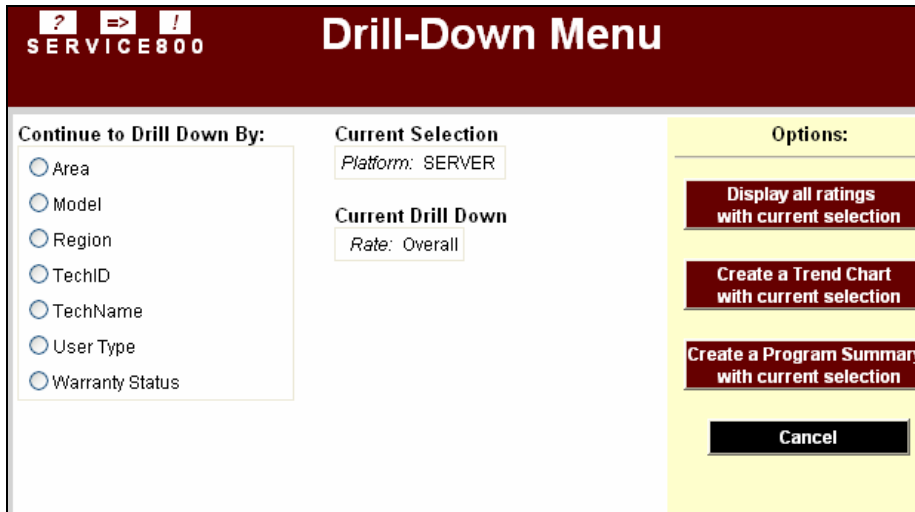 ? => !
SERVICE800
Drill-Down Menu
Continue to Drill Down By:
Area
Model
Region
TechID
TechName
User Type
Warranty Status
Current Selection
Platform: SERVER
Current Drill Down
Rate: Overall
Options:
Display all ratings
with current selection
Create a Trend Chart
with current selection
Create a Program Summary
with current selection
Cancel